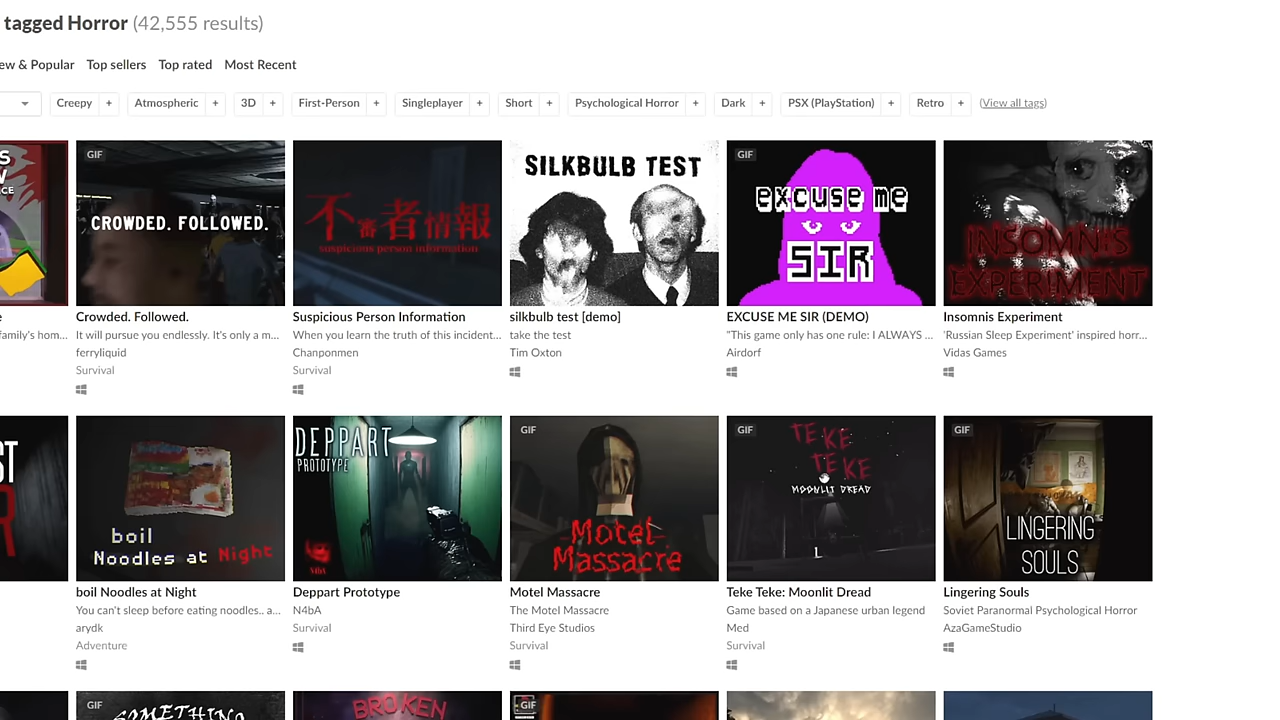 tagged Horror (42,555 results)
ew & Popular Top sellers Top rated Most Recent
Creepy + Atmospheric + 3D + First-Person + Singleplayer + Short + Psychological Horror + Dark + PSX (PlayStation) + Retro + (View all tags)
GIF
CROWDED. FOLLOWED.
不審者情報
suspicious person information
SILKBULB TEST
GIF
excuse me
SIR
INSOMNIS
EXPERIMENT
Crowded. Followed.
Suspicious Person Information
silkbulb test [demo]
EXCUSE ME SIR (DEMO)
Insomnis Experiment
family's hom...
It will pursue you endlessly. It's only a m...
When you learn the truth of this incident...
take the test
"This game only has one rule: I ALWAYS ...
'Russian Sleep Experiment' inspired horr...
ferryliquid
Chanponmen
Tim Oxton
Airdorf
Vidas Games
Survival
Survival
boil
Noodles at Night
DEPPART
PROTOTYPE
N4bA
GIF
Motel
Massacre
GIF
TEKE
TEKE
MOONLIT DREAD
GIF
LINGERING
SOULS
boil Noodles at Night
Deppart Prototype
Motel Massacre
Teke Teke: Moonlit Dread
Lingering Souls
You can't sleep before eating noodles.. a...
N4bA
The Motel Massacre
Game based on a Japanese urban legend
Soviet Paranormal Psychological Horror
arydk
Survival
Third Eye Studios
Med
AzaGameStudio
Adventure
Survival
Survival
GIF
SOMETHING
BROKEN
GIF